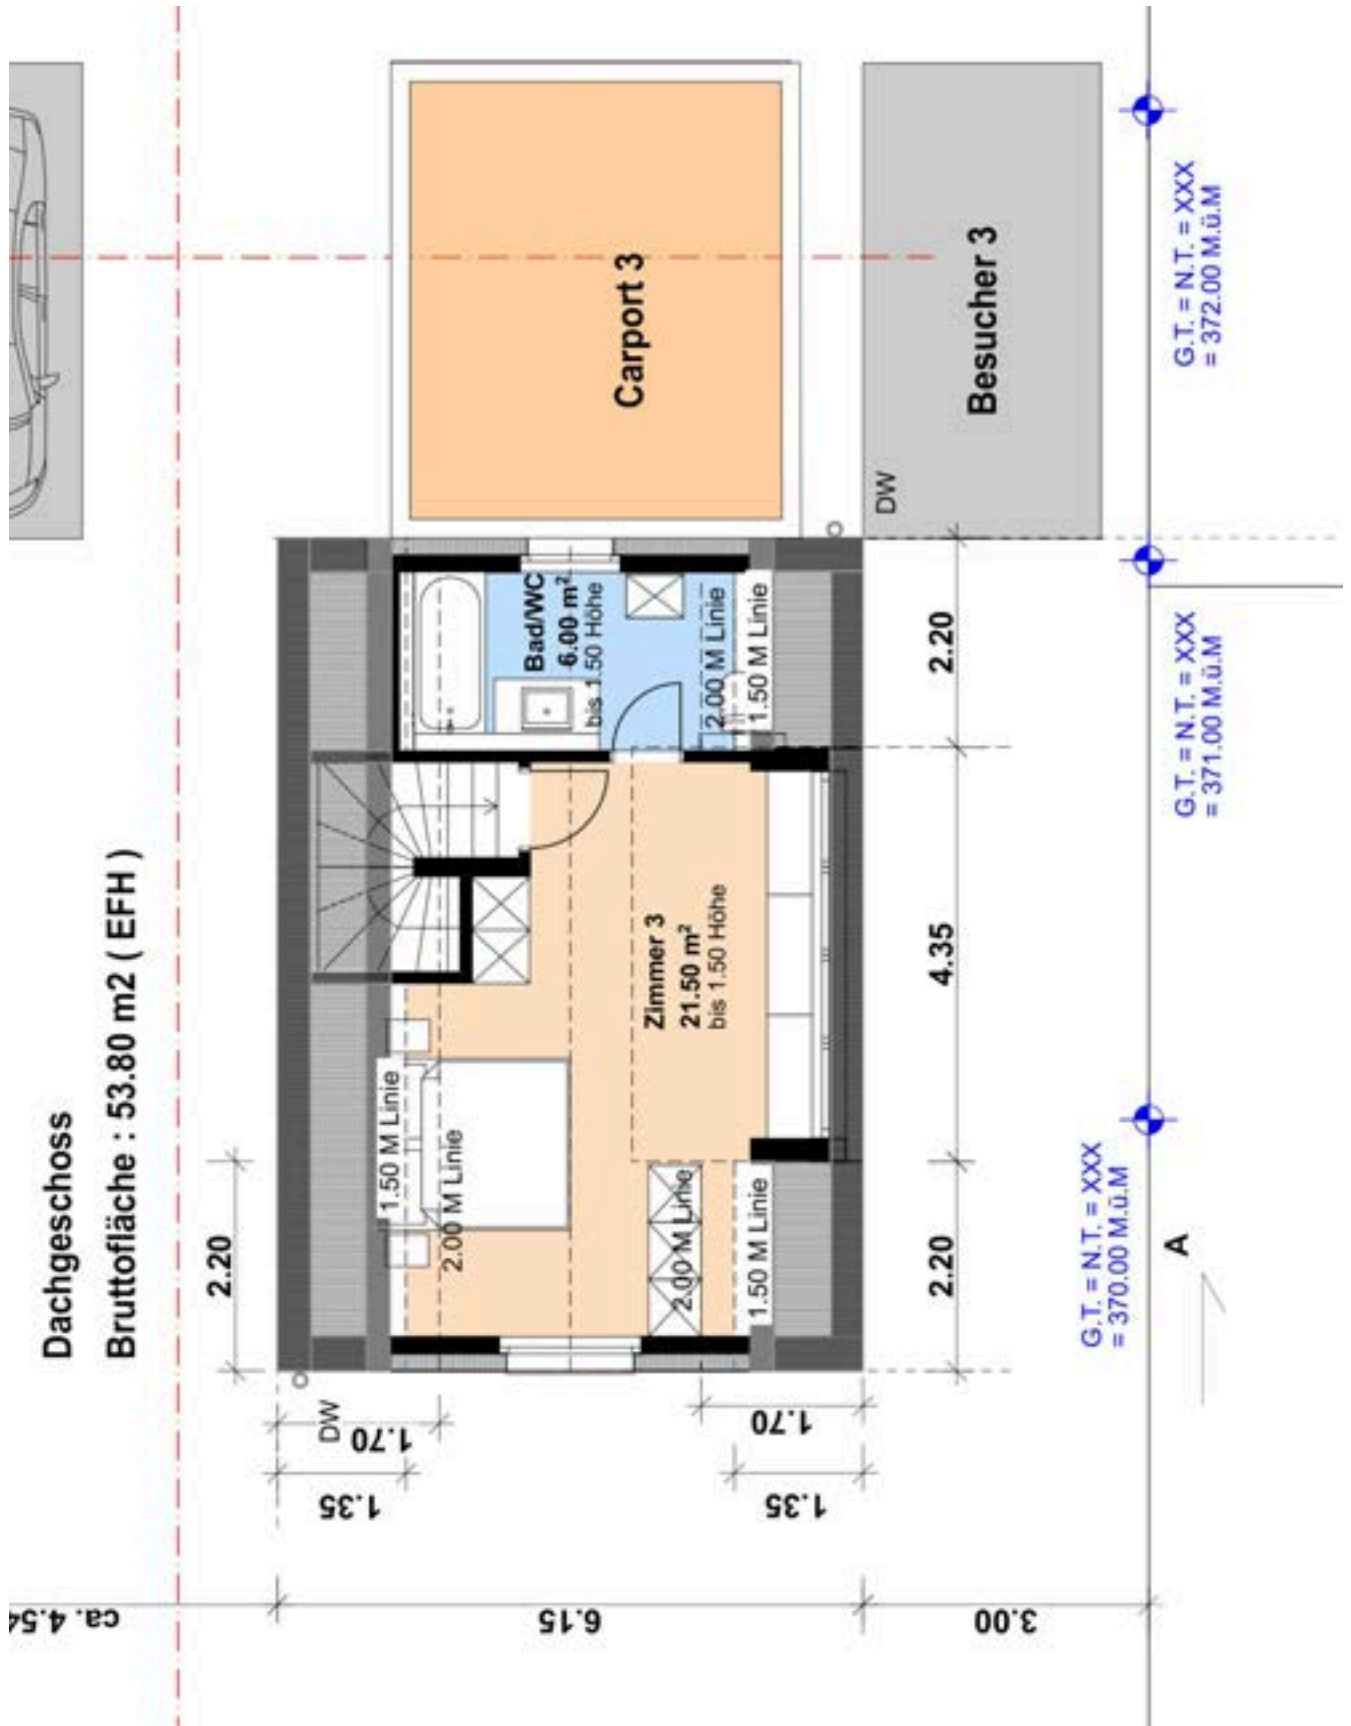 Dachgeschoss
Bruttofläche : 53.80 m2 ( EFH )
Carport 3
Besucher 3
DW
Bad/WC
6.00 m²
bis 1.50 Höhe
2.00 M Linie
1.50 M Linie
Zimmer 3
21.50 m²
bis 1.50 Höhe
1.50 M Linie
2.00 M Linie
2.00 M Linie
1.50 M Linie
2.20
2.20
4.35
2.20
DW
1.70
1.35
1.70
1.35
6.15
3.00
G.T. = N.T. = XXX
= 372.00 M.ü.M
G.T. = N.T. = XXX
= 371.00 M.ü.M
G.T. = N.T. = XXX
= 370.00 M.ü.M
A
ca. 4.54